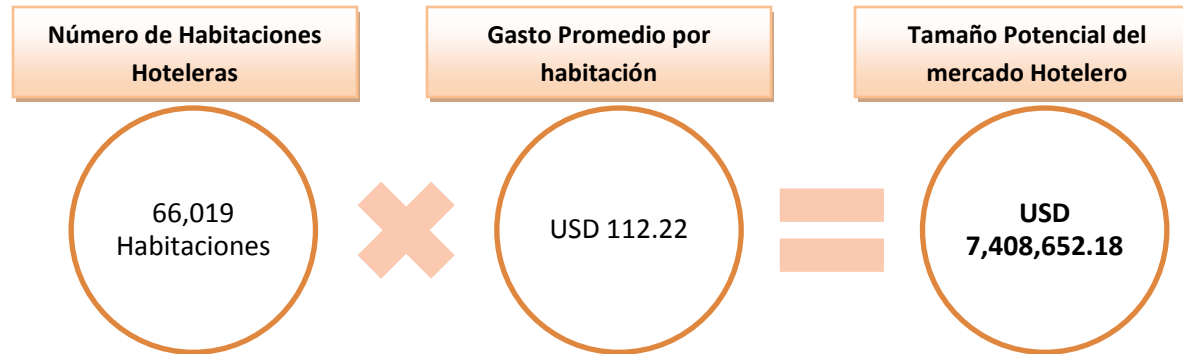 Número de Habitaciones
Hoteleras
66,019
Habitaciones
Gasto Promedio por
habitación
USD 112.22
Tamaño Potencial del
mercado Hotelero
USD
7,408,652.18